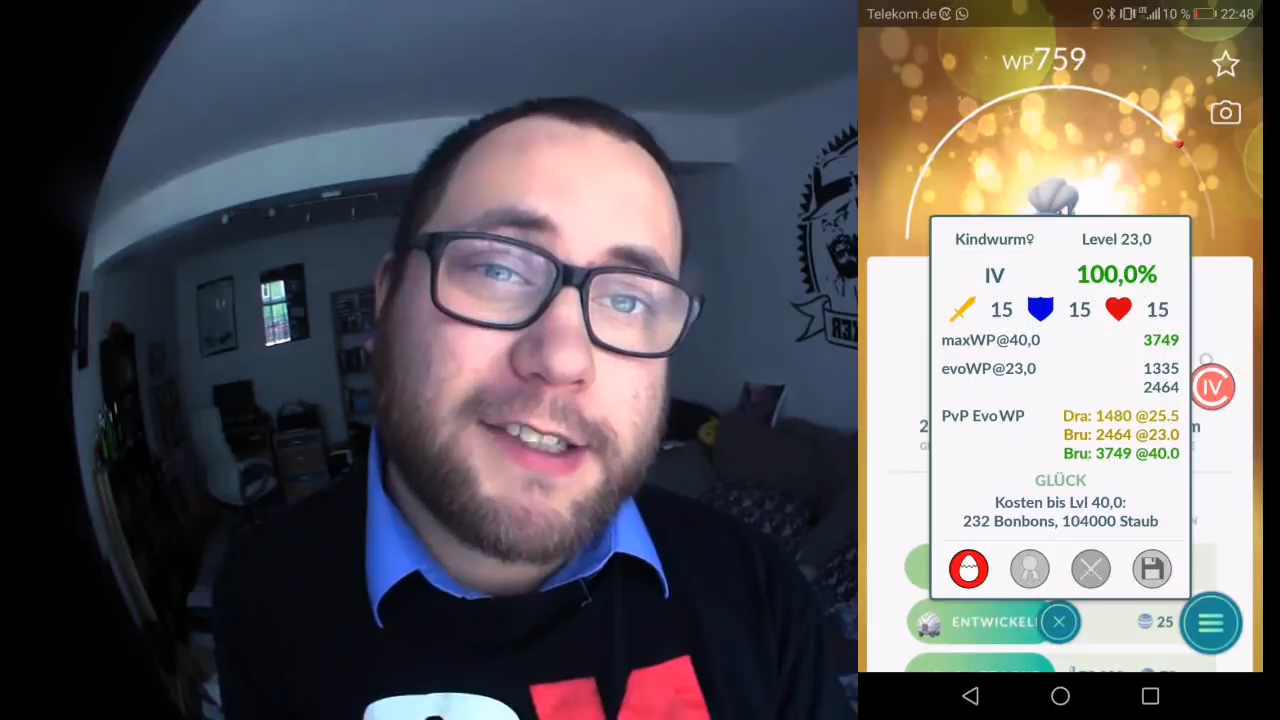 Telekom.de
10 %
22:48
WP759
Kindwurm♀ Level 23,0
IV 100,0%
15 15 15
maxWP@40,0 3749
evoWP@23,0 1335
2464
IV
PvP EvoWP Dra: 1480 @25.5
Bru: 2464 @23.0
Bru: 3749 @40.0
GLÜCK
Kosten bis Lvl 40,0:
232 Bonbons, 104000 Staub
25